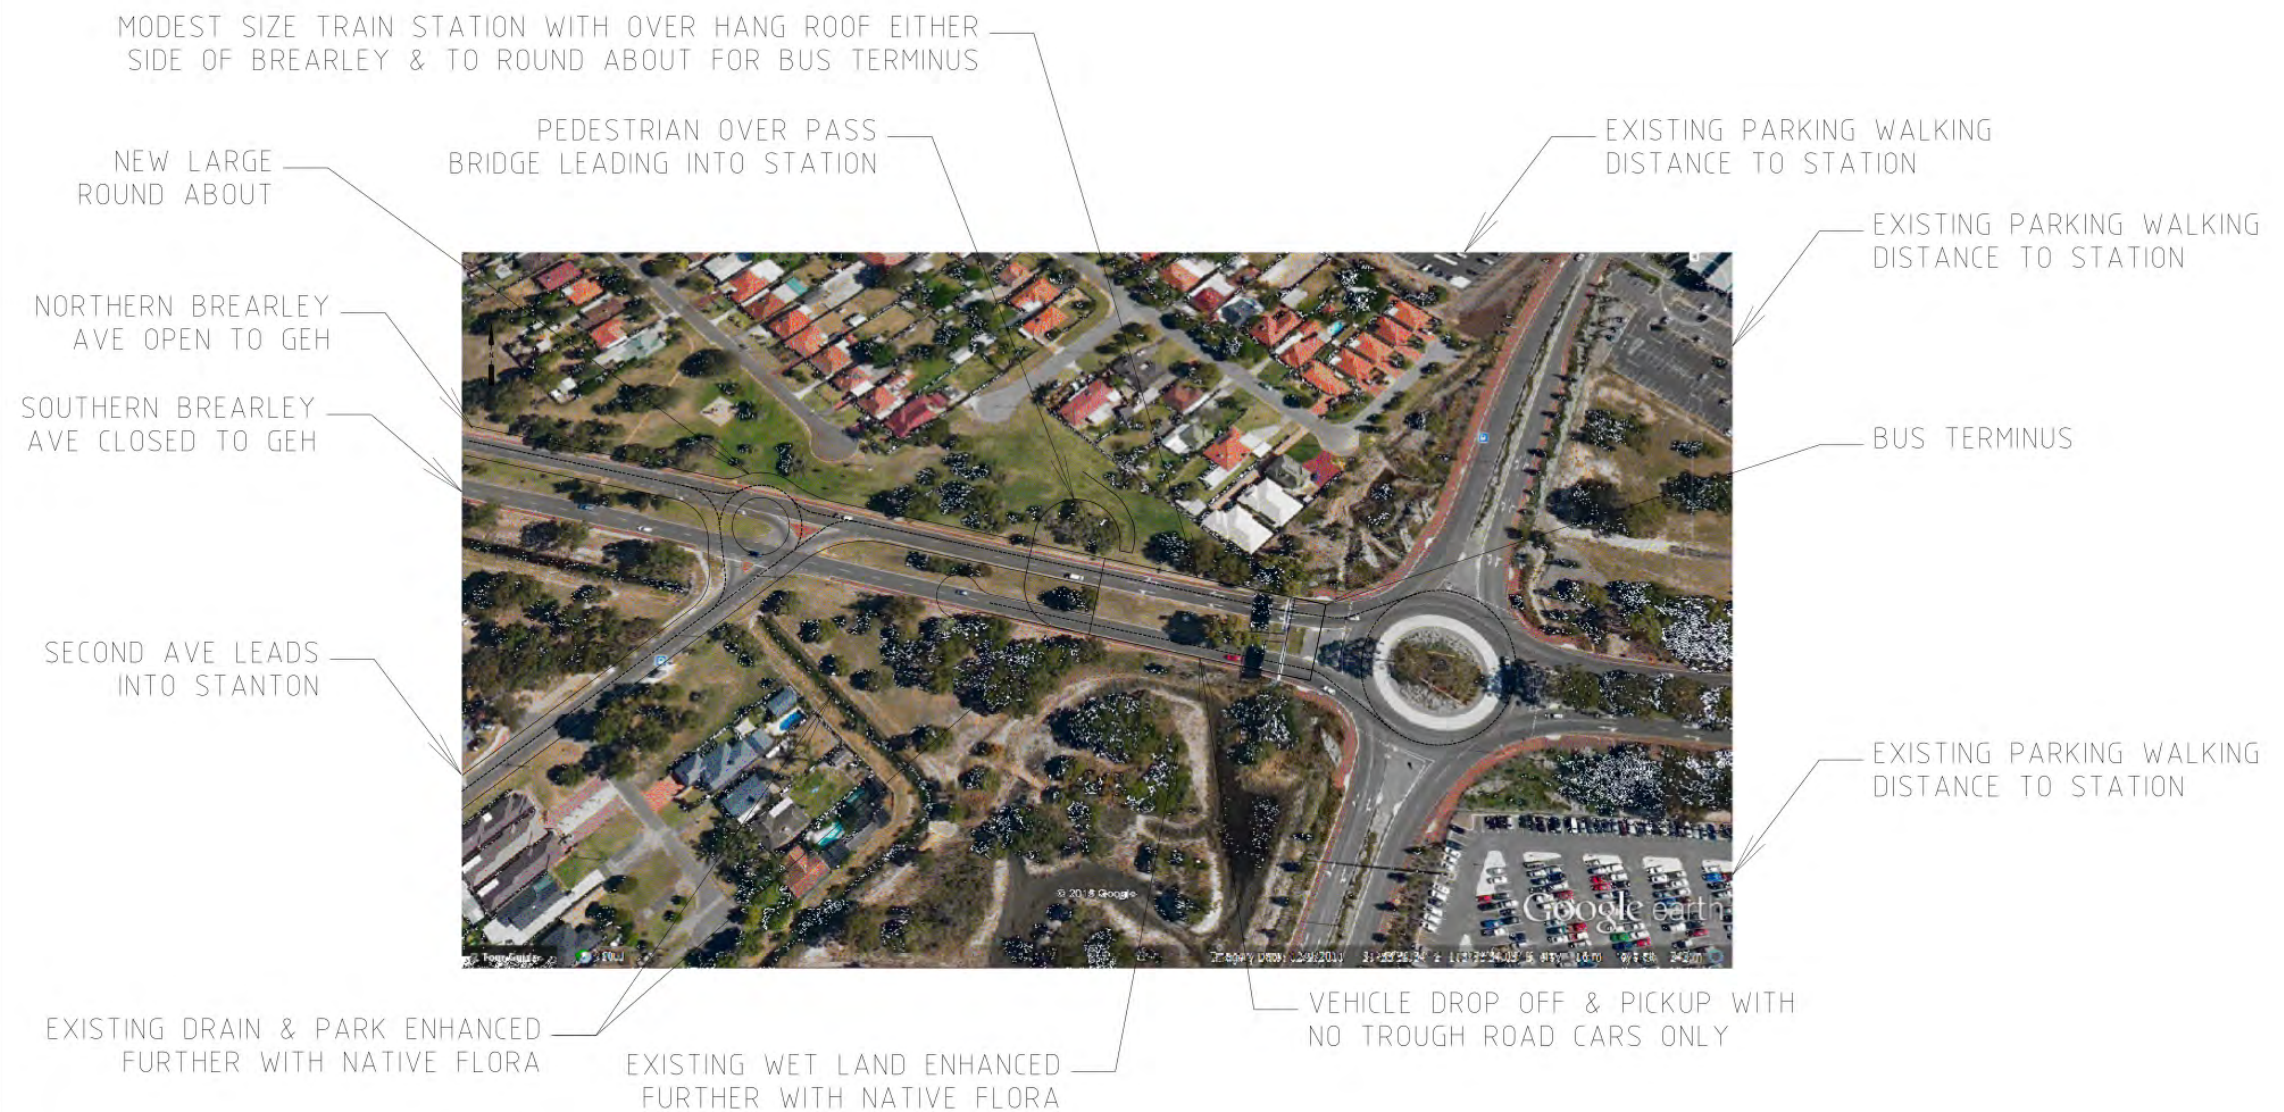 MODEST SIZE TRAIN STATION WITH OVER HANG ROOF EITHER
SIDE OF BREARLEY & TO ROUND ABOUT FOR BUS TERMINUS
PEDESTRIAN OVER PASS
BRIDGE LEADING INTO STATION
NEW LARGE
ROUND ABOUT
EXISTING PARKING WALKING
DISTANCE TO STATION
EXISTING PARKING WALKING
DISTANCE TO STATION
NORTHERN BREARLEY
AVE OPEN TO GEH
SOUTHERN BREARLEY
AVE CLOSED TO GEH
BUS TERMINUS
SECOND AVE LEADS
INTO STANTON
EXISTING PARKING WALKING
DISTANCE TO STATION
Google
Google earth
EXISTING DRAIN & PARK ENHANCED
FURTHER WITH NATIVE FLORA
EXISTING WET LAND ENHANCED
FURTHER WITH NATIVE FLORA
VEHICLE DROP OFF & PICKUP WITH
NO TROUGH ROAD CARS ONLY